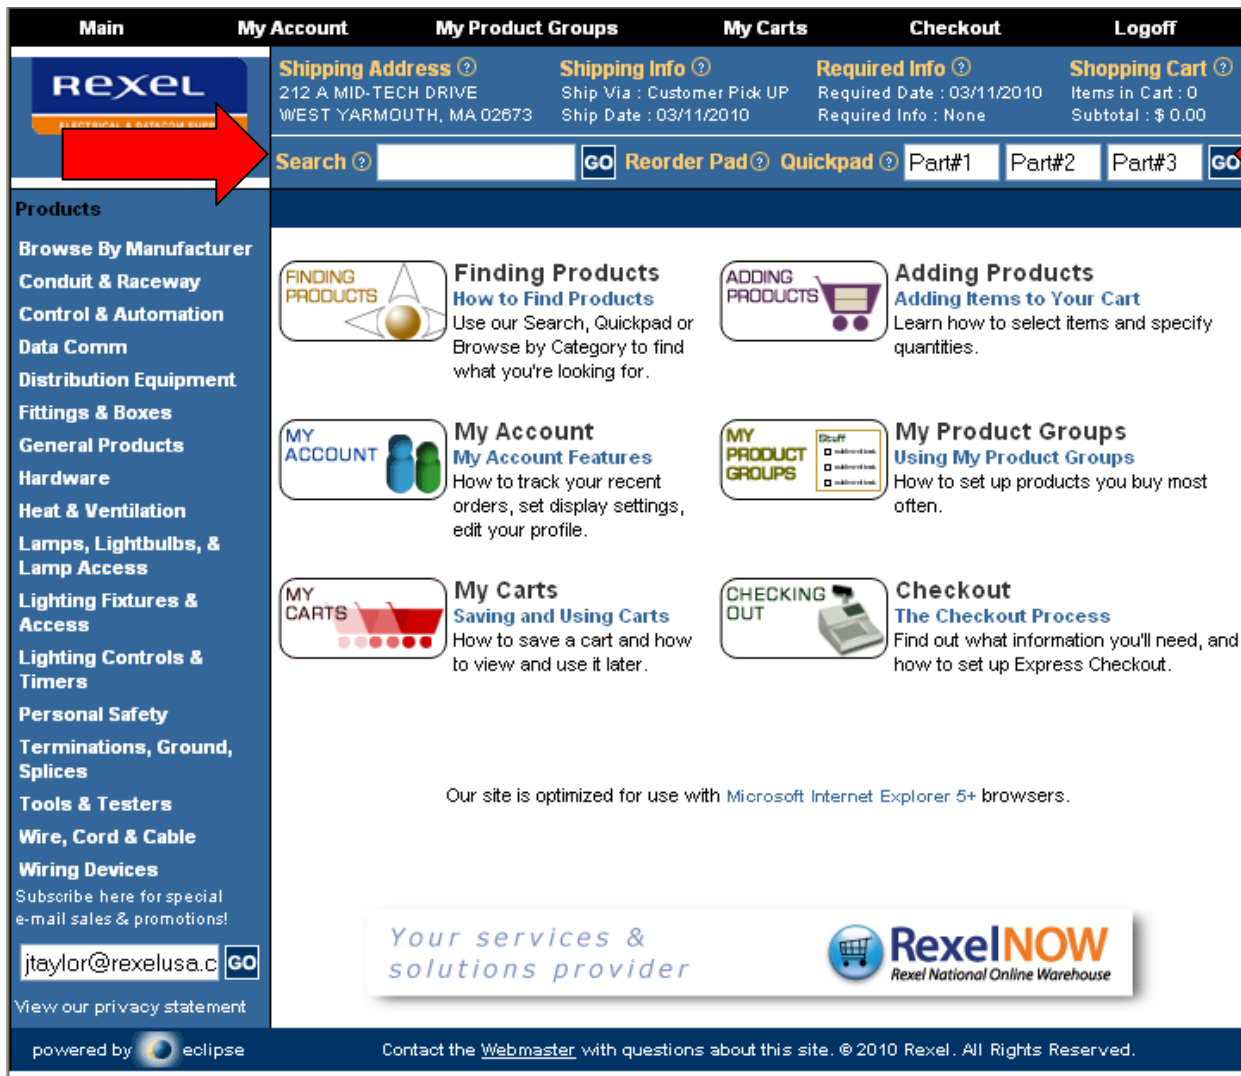 Main My Account My Product Groups My Carts Checkout Logoff
REXEL
ELECTRICAL & DATACOM
Shipping Address ?
212 A MID-TECH DRIVE
WEST YARMOUTH, MA 02673
Shipping Info ?
Ship Via : Customer Pick UP
Ship Date : 03/11/2010
Required Info ?
Required Date : 03/11/2010
Required Info : None
Shopping Cart ?
Items in Cart : 0
Subtotal : $ 0.00
Search ? GO Reorder Pad ? Quickpad ? Part#1 Part#2 Part#3 GO
Products
Browse By Manufacturer
Conduit & Raceway
Control & Automation
Data Comm
Distribution Equipment
Fittings & Boxes
General Products
Hardware
Heat & Ventilation
Lamps, Lightbulbs, &
Lamp Access
Lighting Fixtures &
Access
Lighting Controls &
Timers
Personal Safety
Terminations, Ground,
Splices
Tools & Testers
Wire, Cord & Cable
Wiring Devices
Subscribe here for special
e-mail sales & promotions!
jtaylor@rexelusa.c GO
View our privacy statement
FINDING
PRODUCTS
Finding Products
How to Find Products
Use our Search, Quickpad or
Browse by Category to find
what you're looking for.
ADDING
PRODUCTS
Adding Products
Adding Items to Your Cart
Learn how to select items and specify
quantities.
MY
ACCOUNT
My Account
My Account Features
How to track your recent
orders, set display settings,
edit your profile.
MY
PRODUCT
GROUPS
Stuff
My Product Groups
Using My Product Groups
How to set up products you buy most
often.
MY
CARTS
My Carts
Saving and Using Carts
How to save a cart and how
to view and use it later.
CHECKING
OUT
Checkout
The Checkout Process
Find out what information you'll need, and
how to set up Express Checkout.
Our site is optimized for use with Microsoft Internet Explorer 5+ browsers.
Your services &
solutions provider
RexelNOW
Rexel National Online Warehouse
powered by eclipse
Contact the Webmaster with questions about this site. © 2010 Rexel. All Rights Reserved.